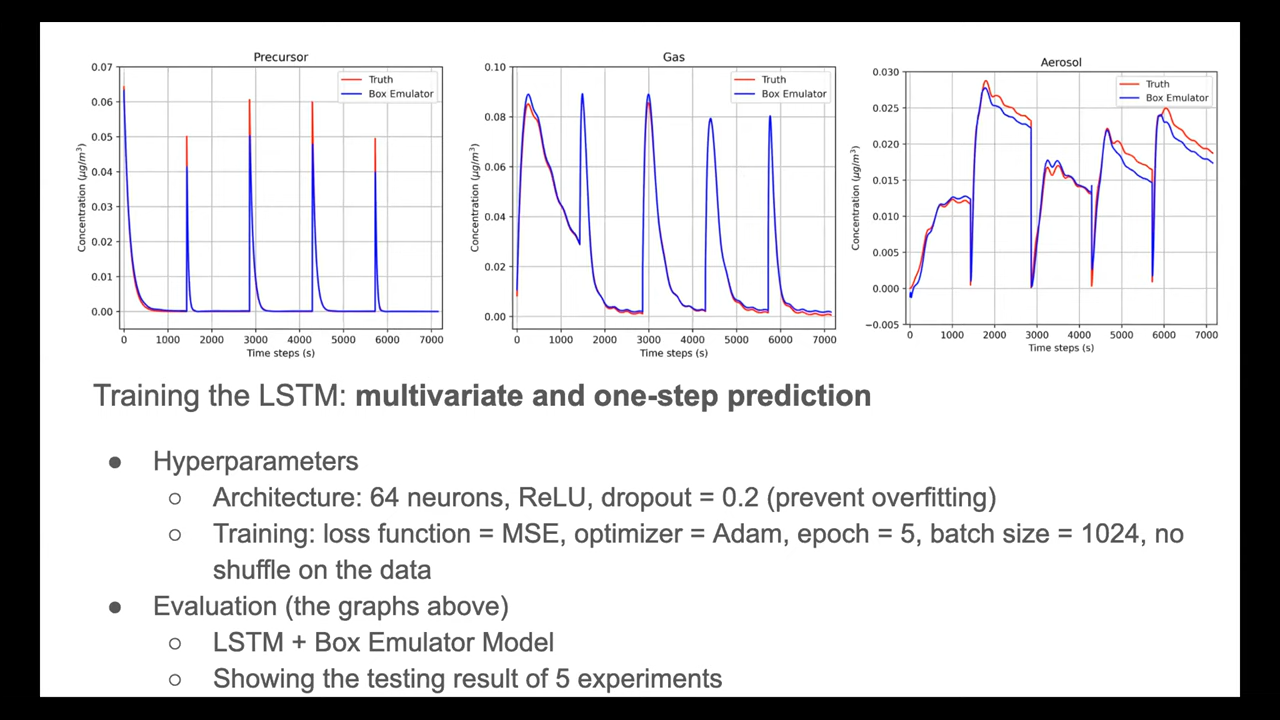 Precursor
Truth
Box Emulator
0.07
0.06
0.05
0.04
0.03
0.02
0.01
0.00
Concentration (μg/m³)
0 1000 2000 3000 4000 5000 6000 7000
Time steps (s)
Gas
Truth
Box Emulator
0.10
0.08
0.06
0.04
0.02
0.00
Concentration (μg/m³)
0 1000 2000 3000 4000 5000 6000 7000
Time steps (s)
Aerosol
Truth
Box Emulator
0.030
0.025
0.020
0.015
0.010
0.005
0.000
−0.005
Concentration (μg/m³)
0 1000 2000 3000 4000 5000 6000 7000
Time steps (s)
Training the LSTM: multivariate and one-step prediction
● Hyperparameters
○ Architecture: 64 neurons, ReLU, dropout = 0.2 (prevent overfitting)
○ Training: loss function = MSE, optimizer = Adam, epoch = 5, batch size = 1024, no
shuffle on the data
● Evaluation (the graphs above)
○ LSTM + Box Emulator Model
○ Showing the testing result of 5 experiments